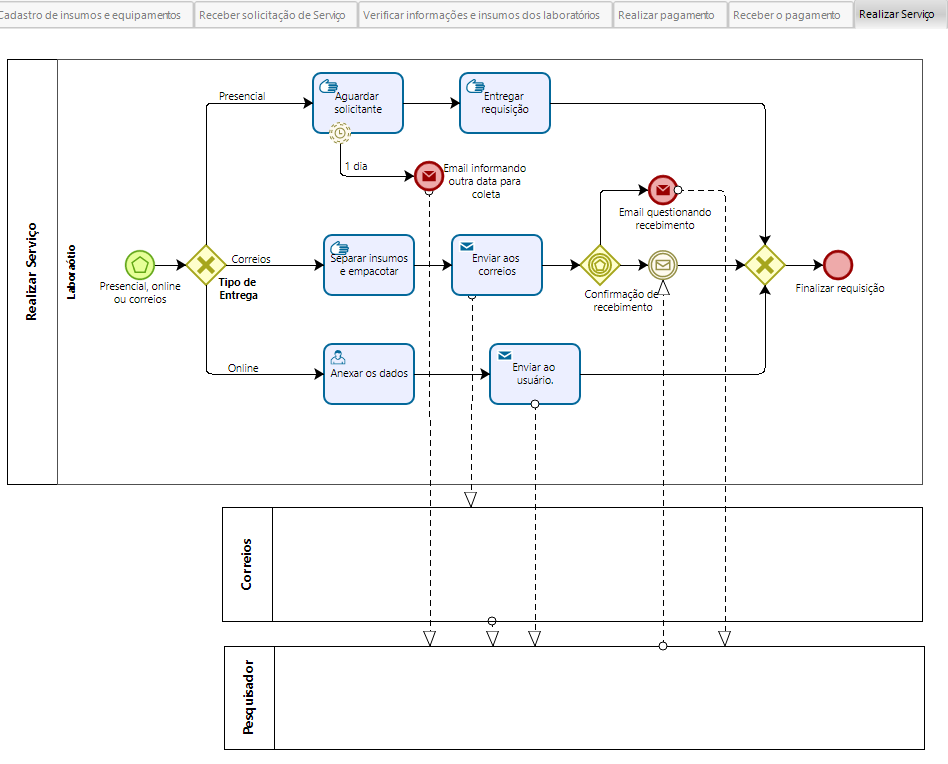 Cadastro de insumos e equipamentos
Receber solicitação de Serviço
Verificar informações e insumos dos laboratórios
Realizar pagamento
Receber o pagamento
Realizar Serviço
Realizar Serviço
Laboraótio
Presencial, online
ou correios
Tipo de
Entrega
Presencial
Aguardar
solicitante
Entregar
requisição
1 dia
Email informando
outra data para
coleta
Correios
Separar insumos
e empacotar
Enviar aos
correios
Confirmação de
recebimento
Email questionando
recebimento
Finalizar requisição
Online
Anexar os dados
Enviar ao
usuário.
Correios
Pesquisador